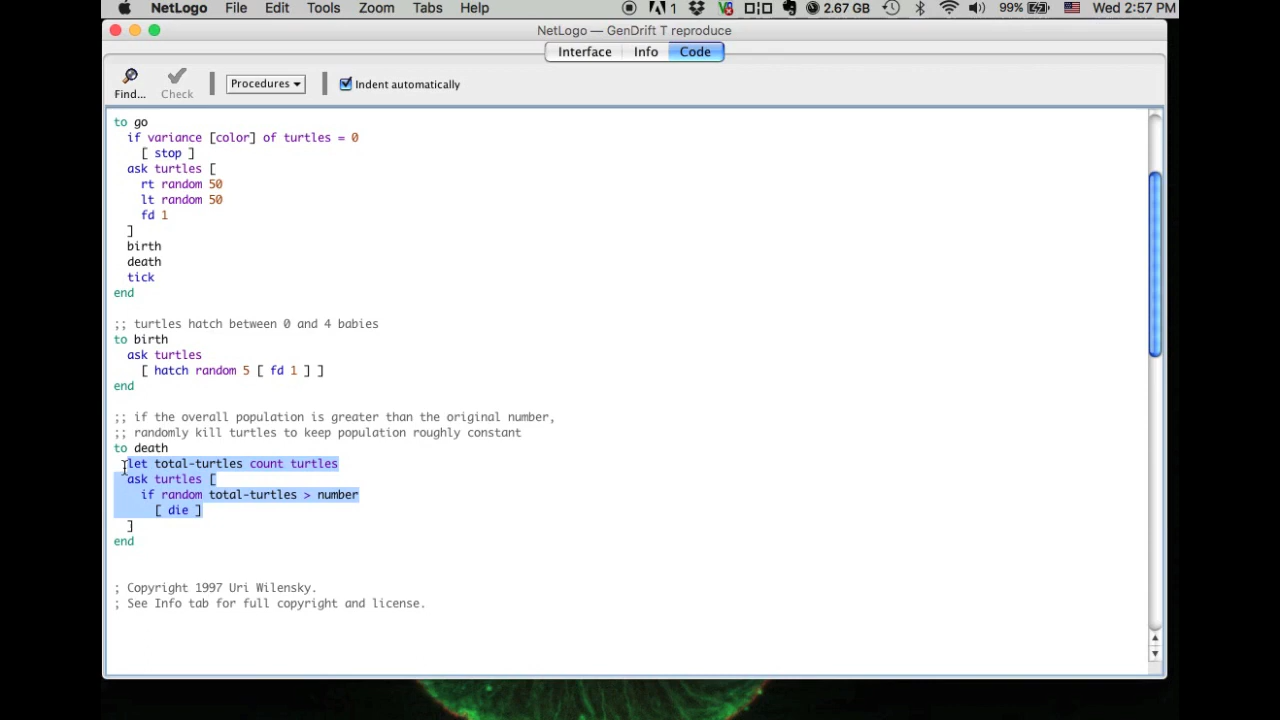 NetLogo File Edit Tools Zoom Tabs Help 1 2.67 GB 99% Wed 2:57 PM
NetLogo — GenDrift T reproduce
Interface Info Code
Find... Check Procedures Indent automatically
to go
if variance [color] of turtles = 0
[ stop ]
ask turtles [
rt random 50
lt random 50
fd 1
]
birth
death
tick
end
;; turtles hatch between 0 and 4 babies
to birth
ask turtles
[ hatch random 5 [ fd 1 ] ]
end
;; if the overall population is greater than the original number,
;; randomly kill turtles to keep population roughly constant
to death
let total-turtles count turtles
ask turtles [
if random total-turtles > number
[ die ]
]
end
; Copyright 1997 Uri Wilensky.
; See Info tab for full copyright and license.